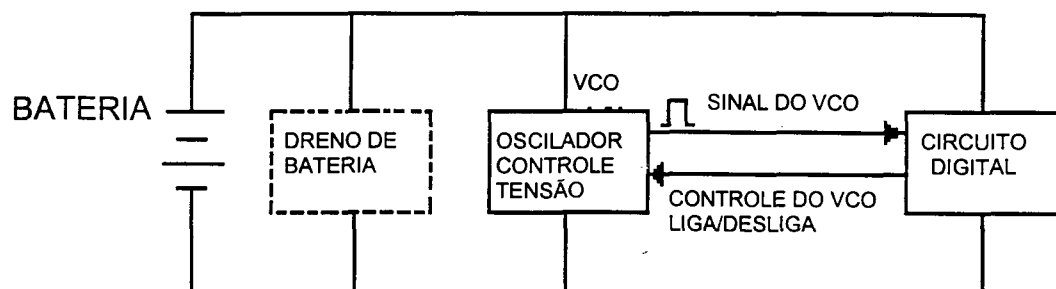 BATERIA
DRENO DE
BATERIA
VCO
OSCILADOR
CONTROLE
TENSÃO
SINAL DO VCO
CONTROLE DO VCO
LIGA/DESLIGA
CIRCUITO
DIGITAL